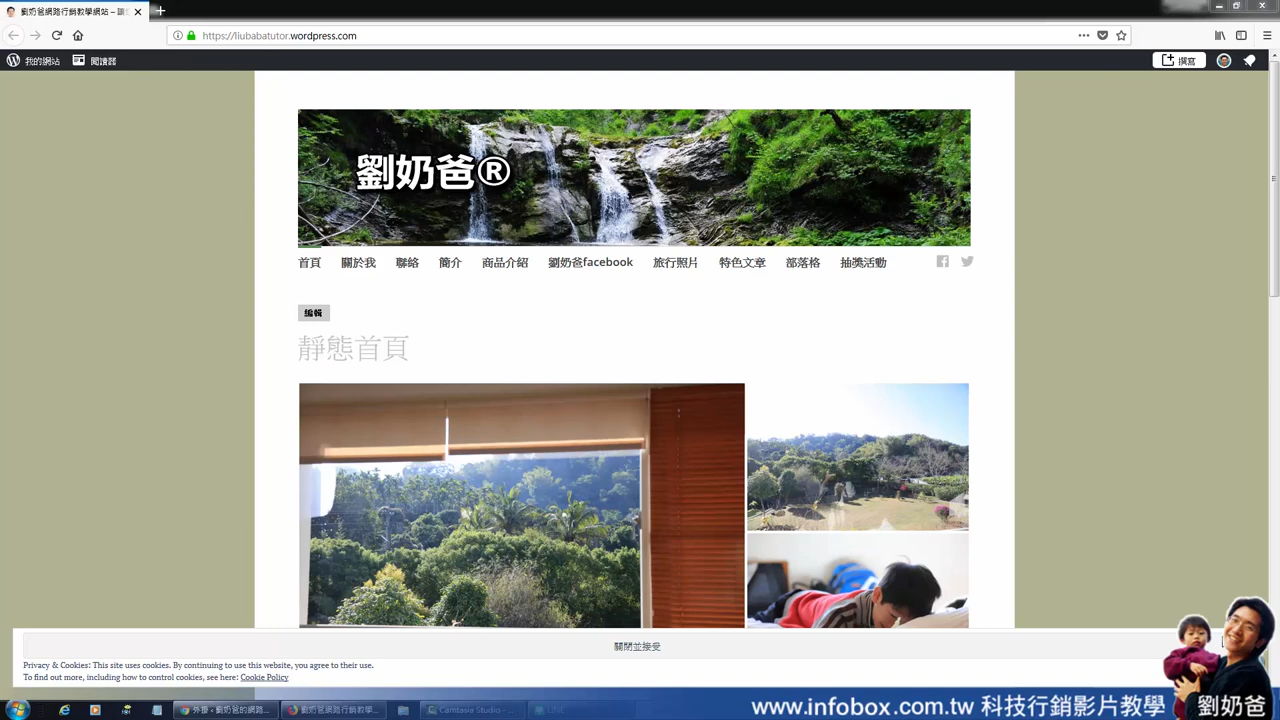 劉奶爸網路行銷教學網站 – 聯
https://liubabatutor.wordpress.com
我的網站
閱讀器
撰寫
劉奶爸®
首頁 關於我 聯絡 簡介 商品介紹 劉奶爸facebook 旅行照片 特色文章 部落格 抽獎活動
編輯
靜態首頁
關閉並接受
Privacy & Cookies: This site uses cookies. By continuing to use this website, you agree to their use.
To find out more, including how to control cookies, see here: Cookie Policy
外掛 ‹ 劉奶爸的網路...
劉奶爸網路行銷教學...
Camtasia Studio - ...
LINE
www.infobox.com.tw 科技行銷影片教學
劉奶爸